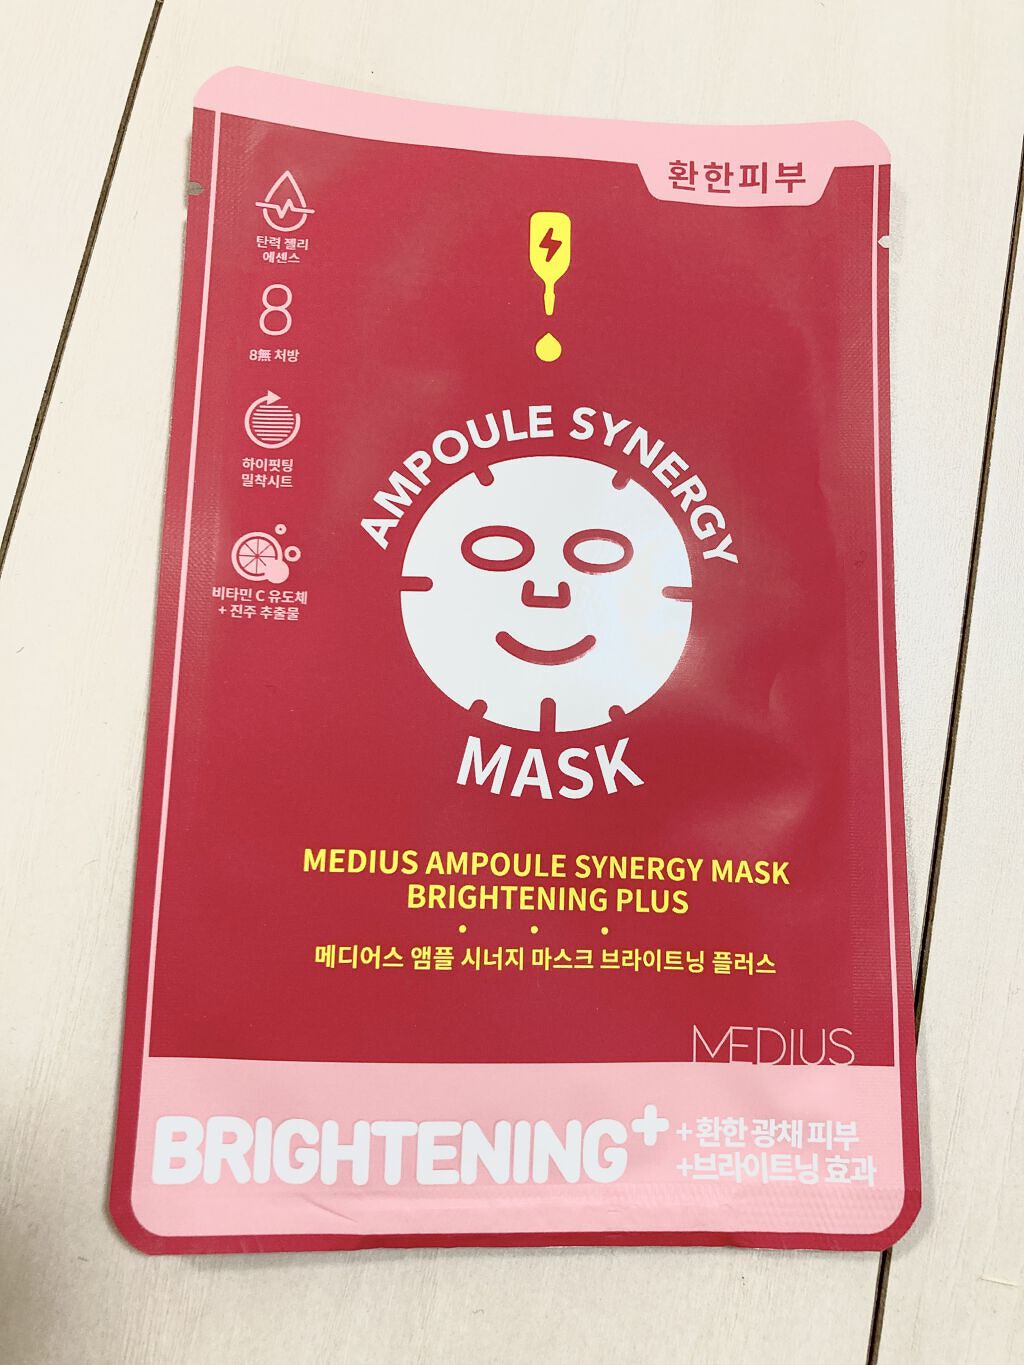 환한피부
탄력 젤리
에센스
8
8無 처방
하이핏팅
밀착시트
비타민 C 유도체
+ 진주 추출물
AMPOULE SYNERGY
MASK
MEDIUS AMPOULE SYNERGY MASK
BRIGHTENING PLUS
메디어스 앰플 시너지 마스크 브라이트닝 플러스
MEDIUS
BRIGHTENING+
+환한 광채 피부
+브라이트닝 효과